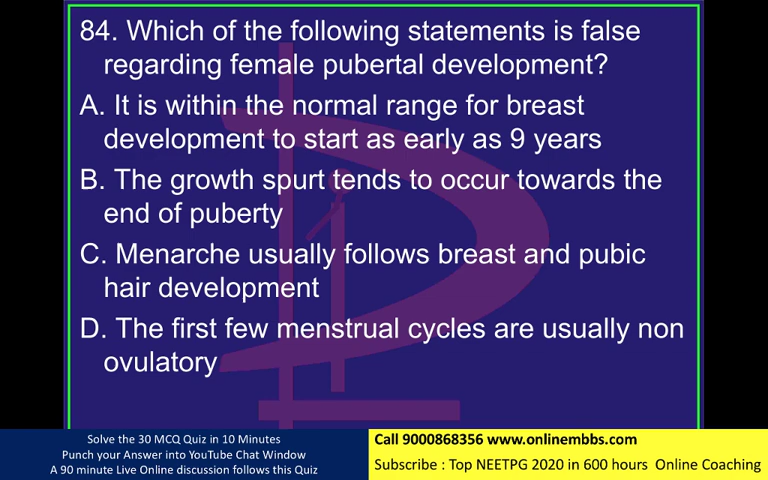 84. Which of the following statements is false
regarding female pubertal development?
A. It is within the normal range for breast
development to start as early as 9 years
B. The growth spurt tends to occur towards the
end of puberty
C. Menarche usually follows breast and pubic
hair development
D. The first few menstrual cycles are usually non
ovulatory
Solve the 30 MCQ Quiz in 10 Minutes
Punch your Answer into YouTube Chat Window
A 90 minute Live Online discussion follows this Quiz
Call 9000868356 www.onlinembbs.com
Subscribe : Top NEETPG 2020 in 600 hours Online Coaching